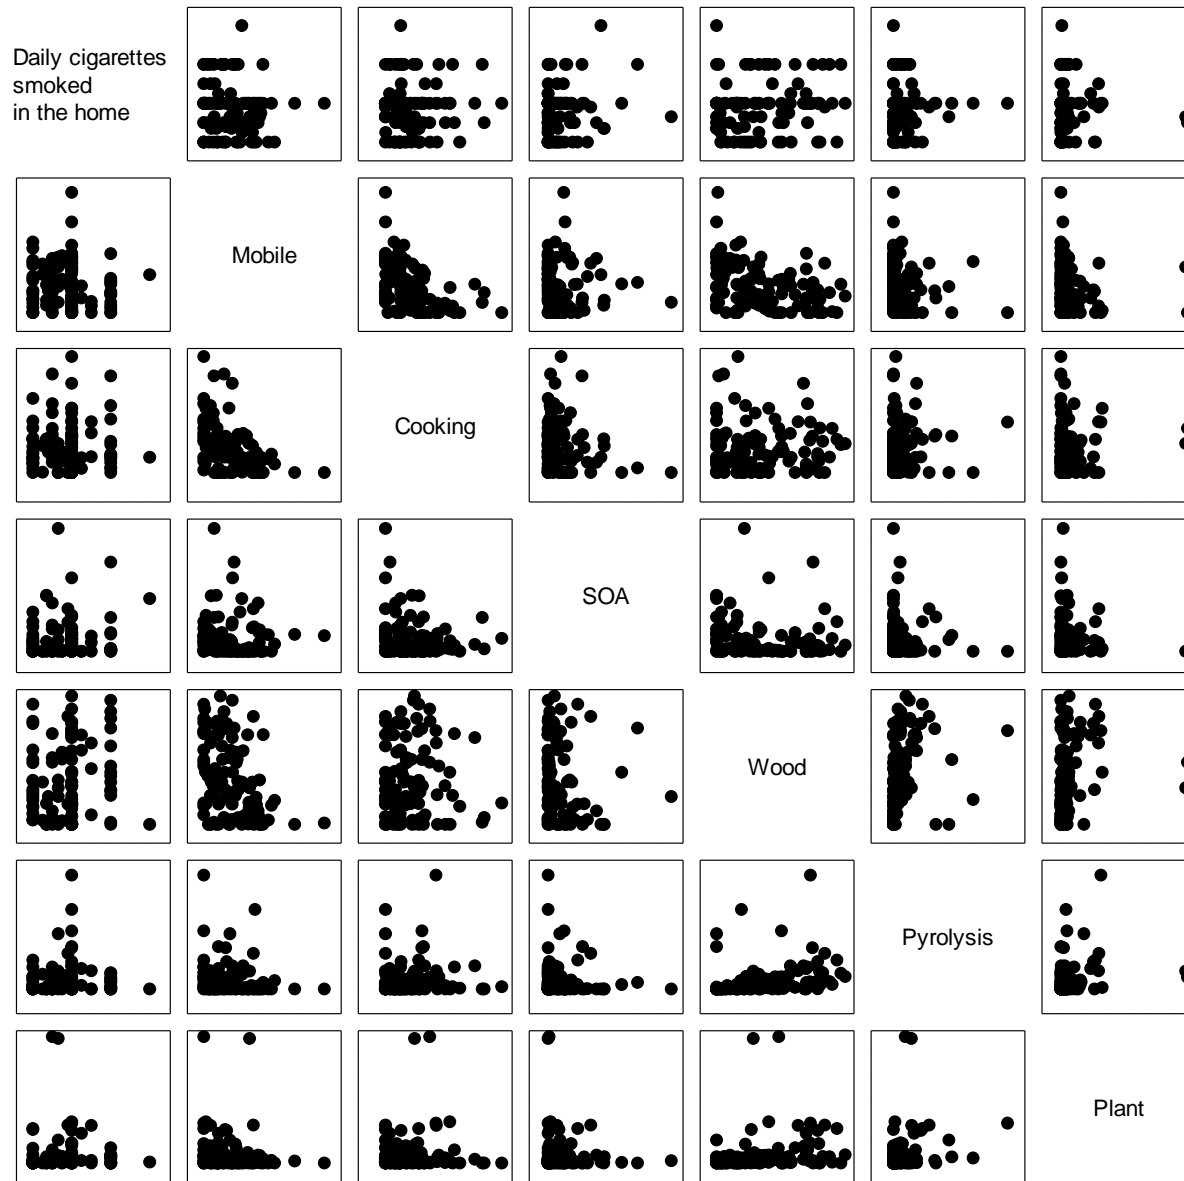 Daily cigarettes
smoked
in the home
Mobile
Cooking
SOA
Wood
Pyrolysis
Plant